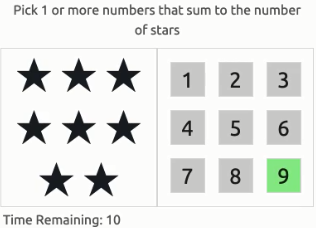 Pick 1 or more numbers that sum to the number
of stars
1 2 3
4 5 6
7 8 9
Time Remaining: 10